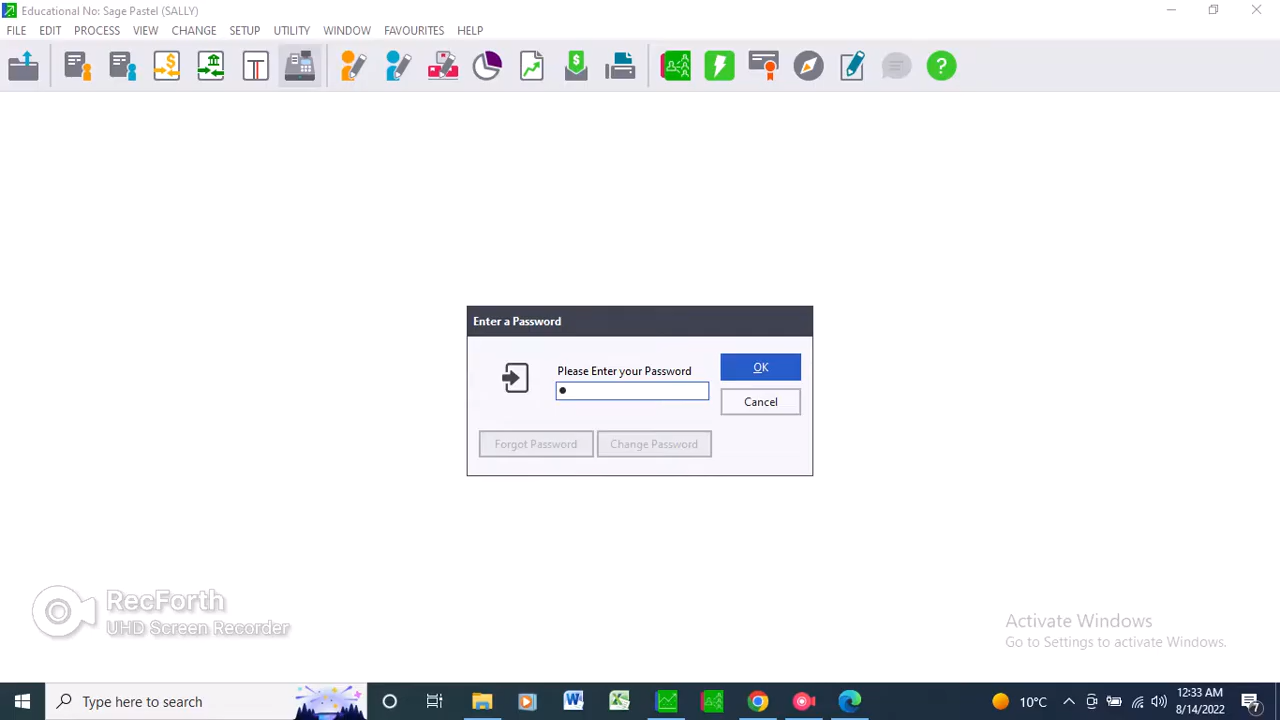 Educational No: Sage Pastel (SALLY)
FILE EDIT PROCESS VIEW CHANGE SETUP UTILITY WINDOW FAVOURITES HELP
Enter a Password
Please Enter your Password
OK
Cancel
Forgot Password Change Password
RecForth
UHD Screen Recorder
Activate Windows
Go to Settings to activate Windows.
Type here to search
10°C
12:33 AM
8/14/2022
7